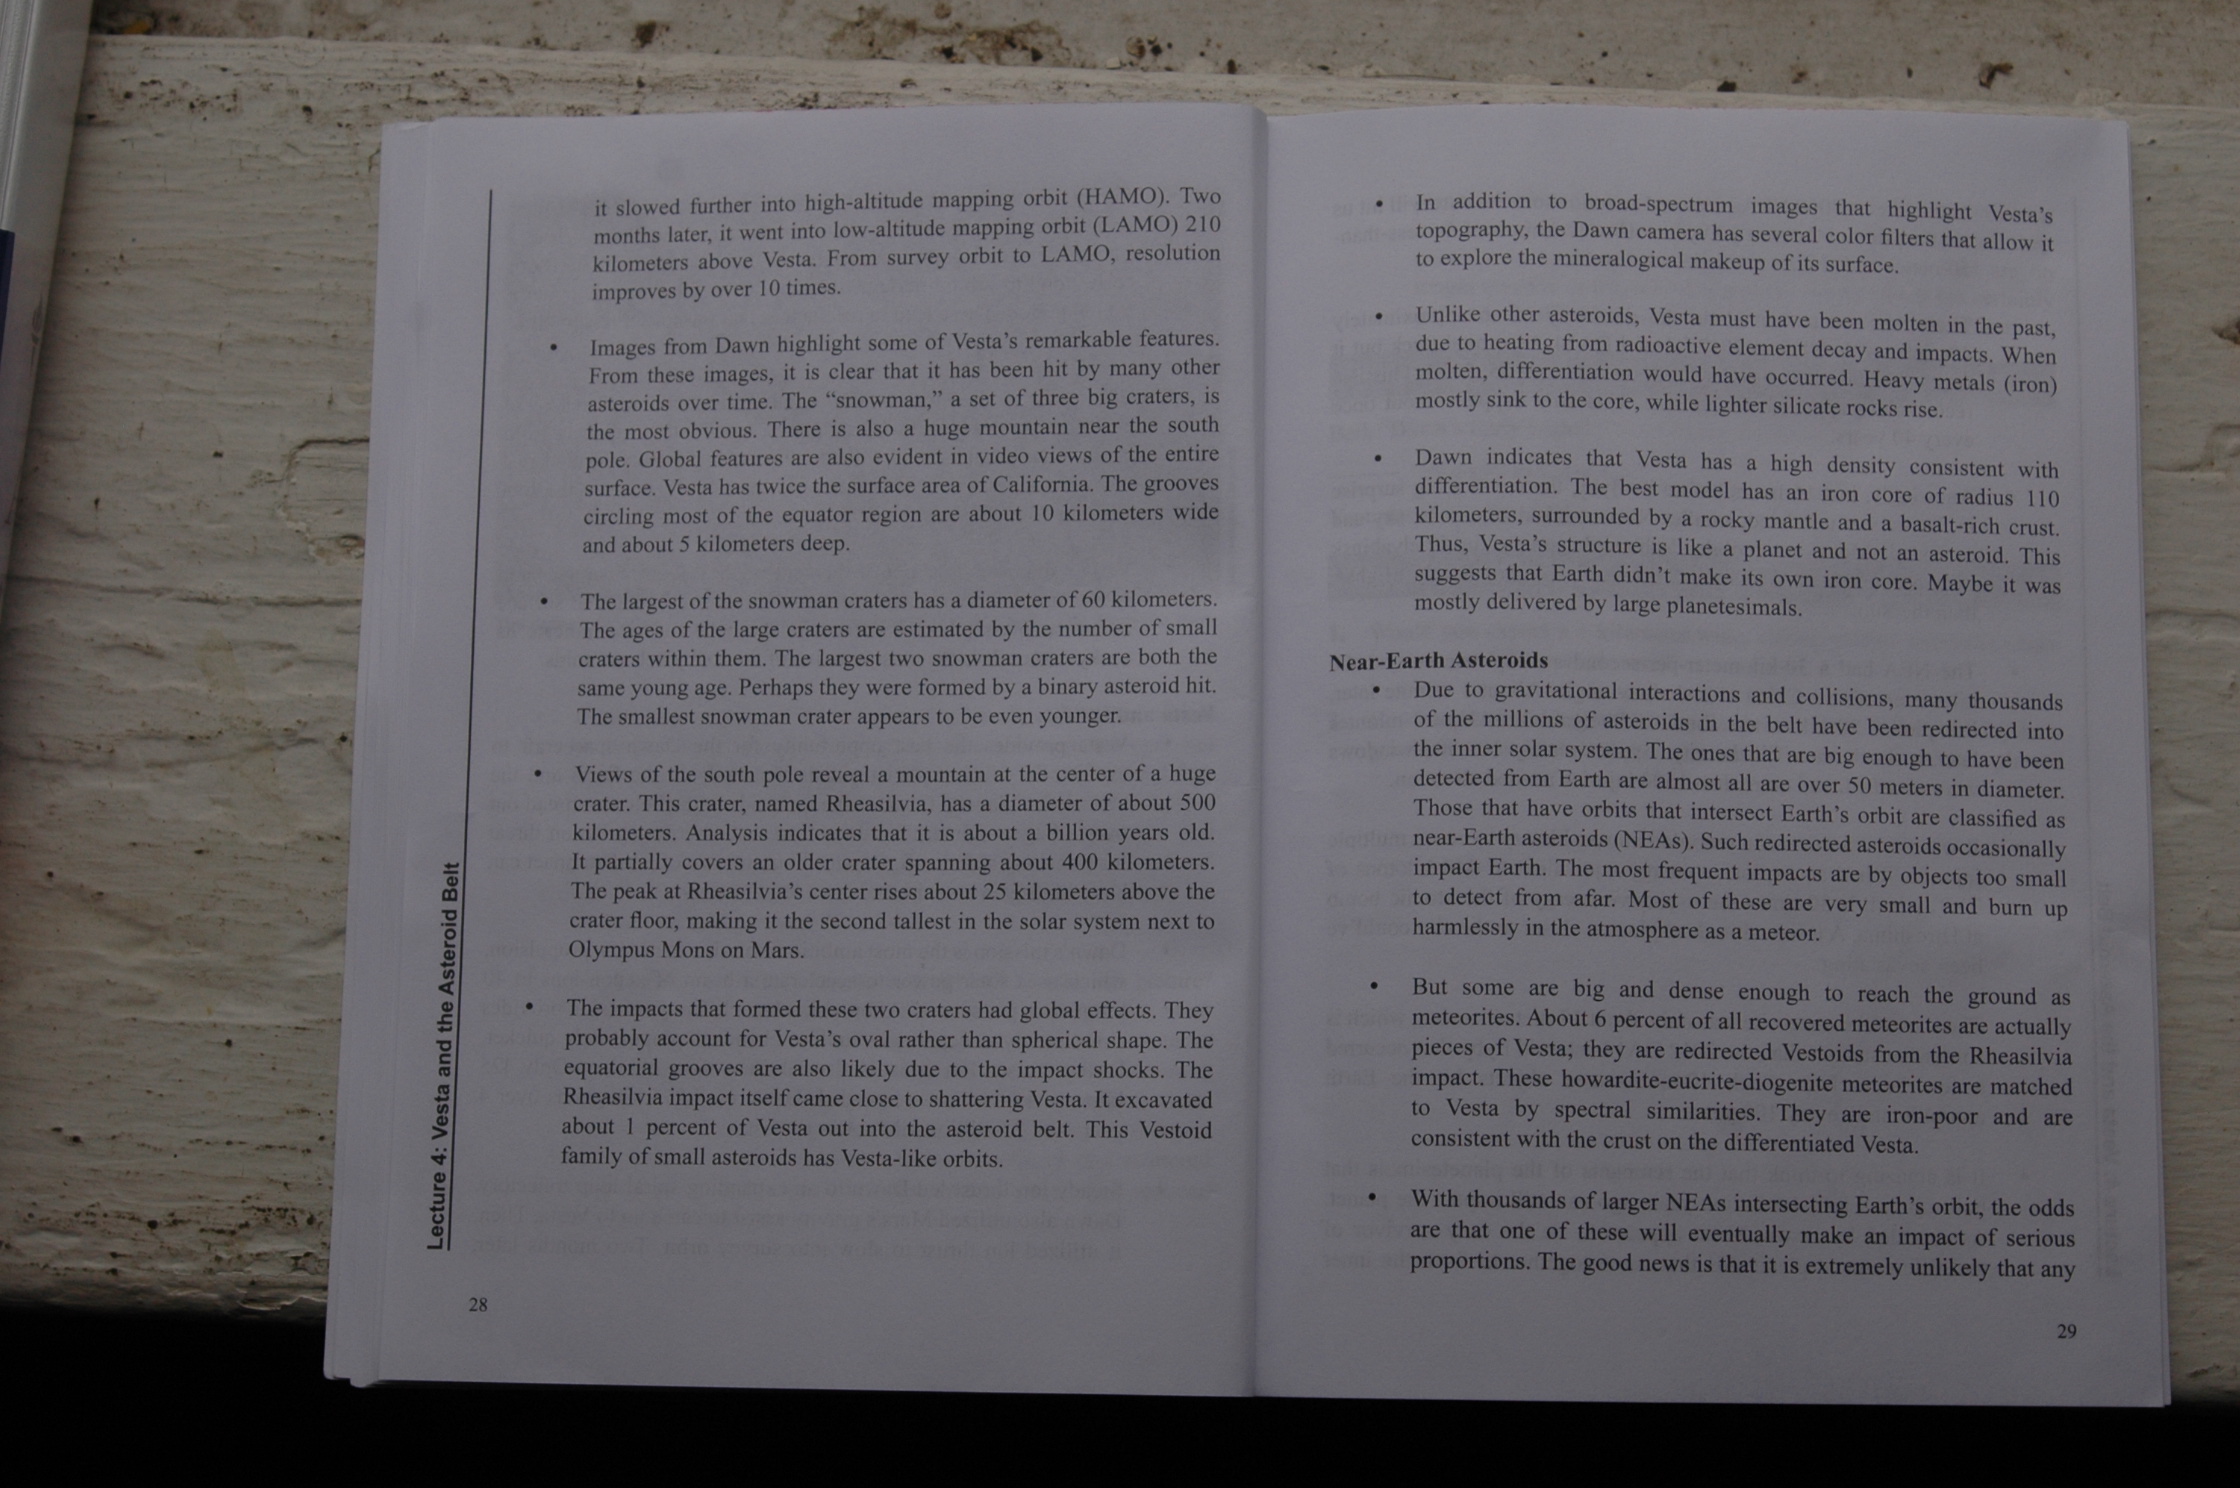 it slowed further into high-altitude mapping orbit (HAMO). Two
months later, it went into low-altitude mapping orbit (LAMO) 210
kilometers above Vesta. From survey orbit to LAMO, resolution
improves by over 10 times.
• Images from Dawn highlight some of Vesta's remarkable features.
From these images, it is clear that it has been hit by many other
asteroids over time. The “snowman,” a set of three big craters, is
the most obvious. There is also a huge mountain near the south
pole. Global features are also evident in video views of the entire
surface. Vesta has twice the surface area of California. The grooves
circling most of the equator region are about 10 kilometers wide
and about 5 kilometers deep.
• The largest of the snowman craters has a diameter of 60 kilometers.
The ages of the large craters are estimated by the number of small
craters within them. The largest two snowman craters are both the
same young age. Perhaps they were formed by a binary asteroid hit.
The smallest snowman crater appears to be even younger.
• Views of the south pole reveal a mountain at the center of a huge
crater. This crater, named Rheasilvia, has a diameter of about 500
kilometers. Analysis indicates that it is about a billion years old.
It partially covers an older crater spanning about 400 kilometers.
The peak at Rheasilvia's center rises about 25 kilometers above the
crater floor, making it the second tallest in the solar system next to
Olympus Mons on Mars.
• The impacts that formed these two craters had global effects. They
probably account for Vesta's oval rather than spherical shape. The
equatorial grooves are also likely due to the impact shocks. The
Rheasilvia impact itself came close to shattering Vesta. It excavated
about 1 percent of Vesta out into the asteroid belt. This Vestoid
family of small asteroids has Vesta-like orbits.
Lecture 4: Vesta and the Asteroid Belt
28
• In addition to broad-spectrum images that highlight Vesta's
topography, the Dawn camera has several color filters that allow it
to explore the mineralogical makeup of its surface.
• Unlike other asteroids, Vesta must have been molten in the past,
due to heating from radioactive element decay and impacts. When
molten, differentiation would have occurred. Heavy metals (iron)
mostly sink to the core, while lighter silicate rocks rise.
• Dawn indicates that Vesta has a high density consistent with
differentiation. The best model has an iron core of radius 110
kilometers, surrounded by a rocky mantle and a basalt-rich crust.
Thus, Vesta's structure is like a planet and not an asteroid. This
suggests that Earth didn't make its own iron core. Maybe it was
mostly delivered by large planetesimals.
Near-Earth Asteroids
• Due to gravitational interactions and collisions, many thousands
of the millions of asteroids in the belt have been redirected into
the inner solar system. The ones that are big enough to have been
detected from Earth are almost all are over 50 meters in diameter.
Those that have orbits that intersect Earth's orbit are classified as
near-Earth asteroids (NEAs). Such redirected asteroids occasionally
impact Earth. The most frequent impacts are by objects too small
to detect from afar. Most of these are very small and burn up
harmlessly in the atmosphere as a meteor.
• But some are big and dense enough to reach the ground as
meteorites. About 6 percent of all recovered meteorites are actually
pieces of Vesta; they are redirected Vestoids from the Rheasilvia
impact. These howardite-eucrite-diogenite meteorites are matched
to Vesta by spectral similarities. They are iron-poor and are
consistent with the crust on the differentiated Vesta.
• With thousands of larger NEAs intersecting Earth's orbit, the odds
are that one of these will eventually make an impact of serious
proportions. The good news is that it is extremely unlikely that any
29